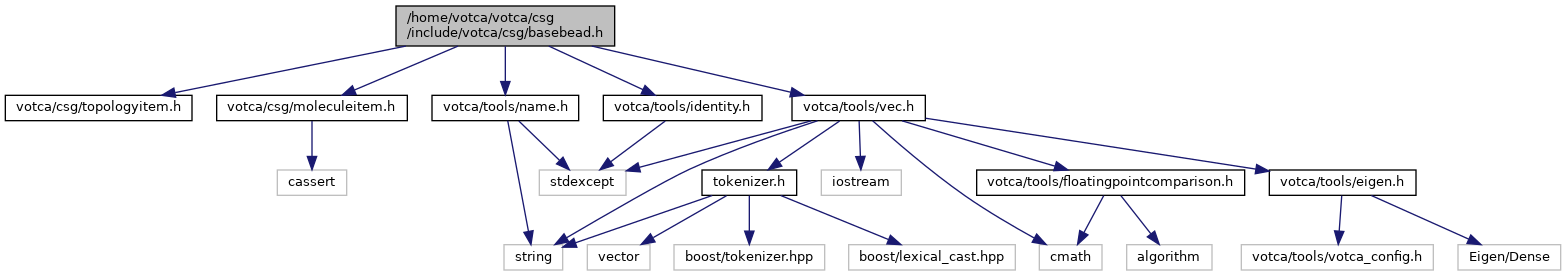 /home/votca/votca/csg
/include/votca/csg/basebead.h
votca/csg/topologyitem.h
votca/csg/moleculeitem.h
votca/tools/name.h
votca/tools/identity.h
votca/tools/vec.h
cassert
stdexcept
tokenizer.h
iostream
votca/tools/floatingpointcomparison.h
votca/tools/eigen.h
string
vector
boost/tokenizer.hpp
boost/lexical_cast.hpp
cmath
algorithm
votca/tools/votca_config.h
Eigen/Dense